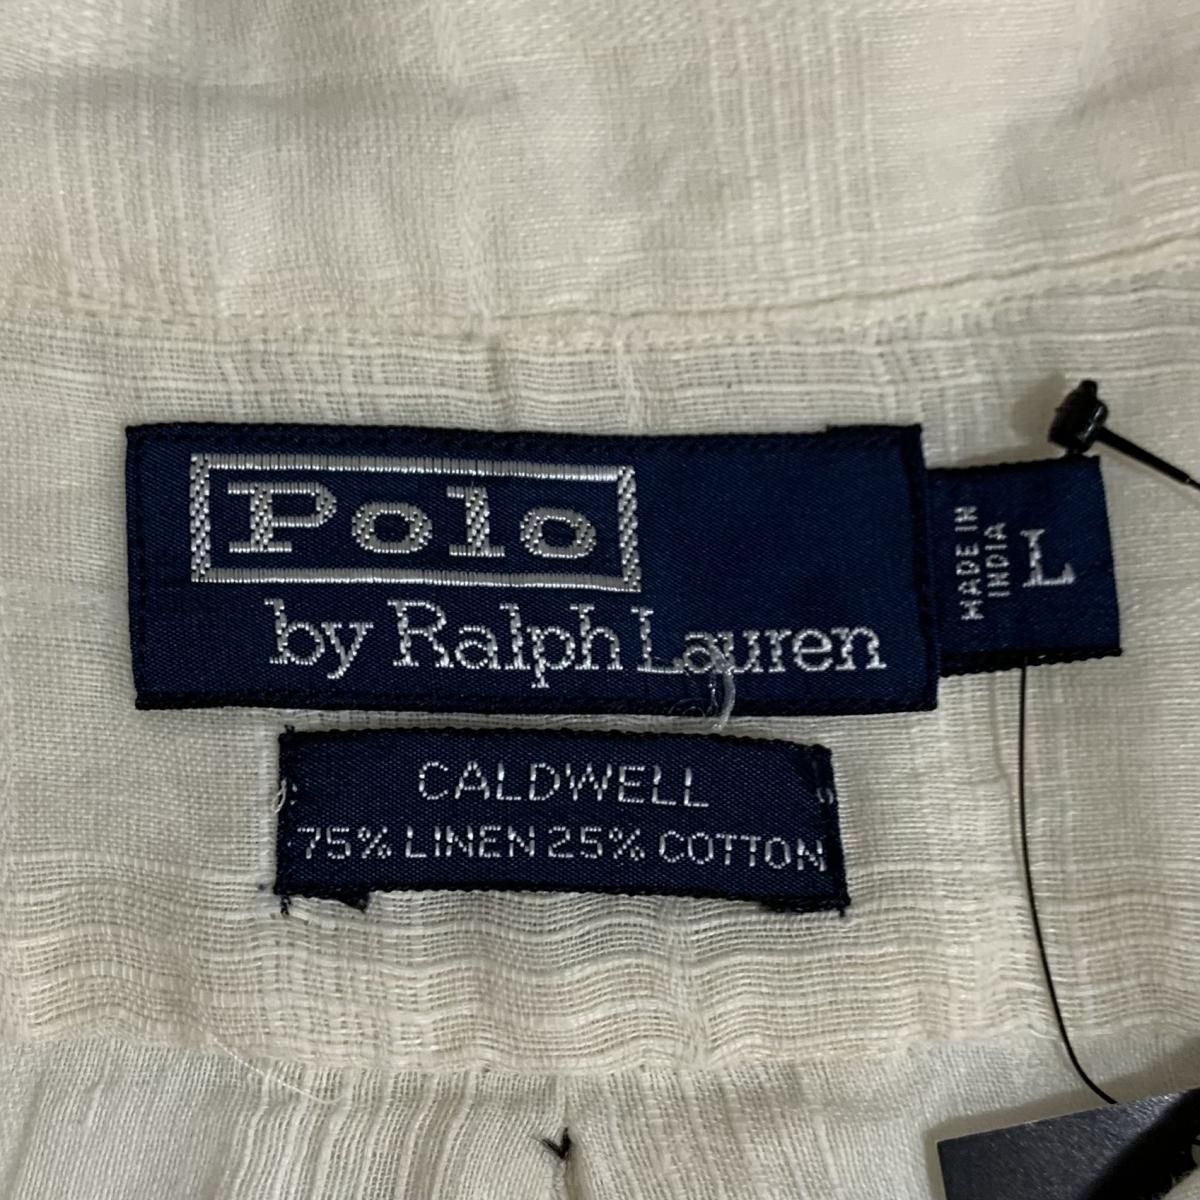 Polo
by Ralph Lauren
MADE IN
INDIA
L
CALDWELL
75% LINEN 25% COTTON